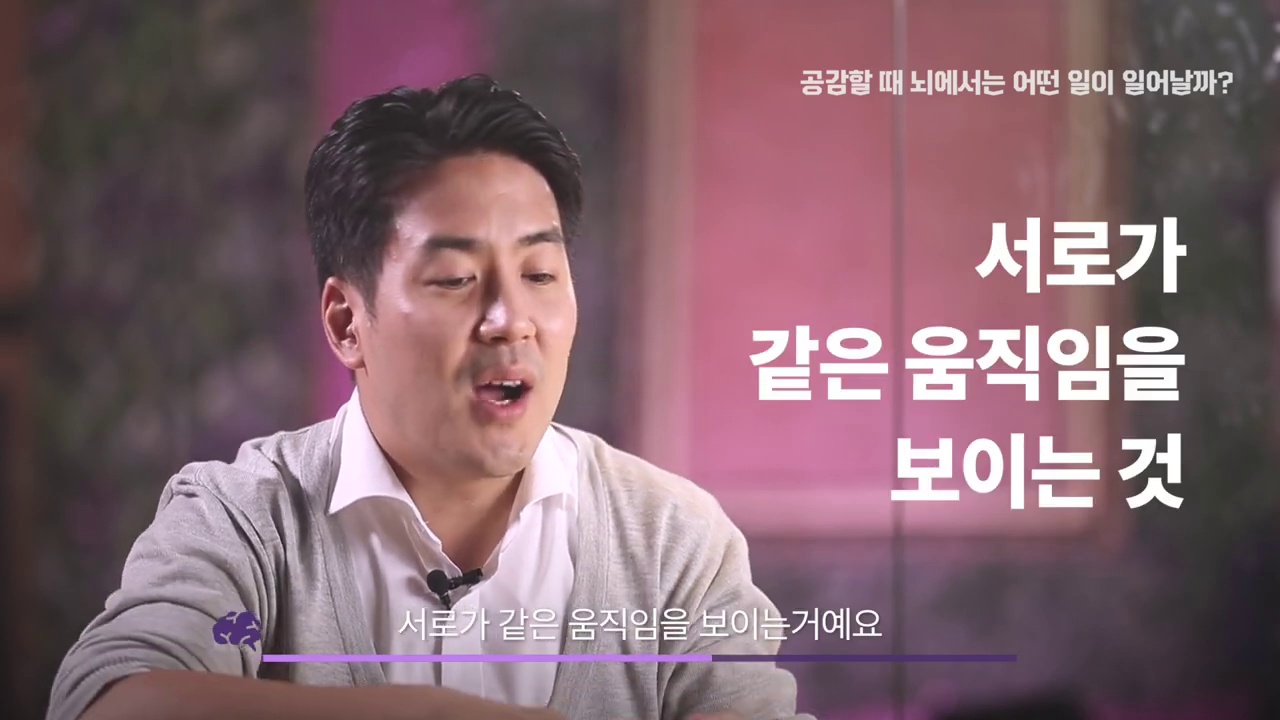 공감할 때 뇌에서는 어떤 일이 일어날까?
서로가
같은 움직임을
보이는 것
서로가 같은 움직임을 보이는거예요